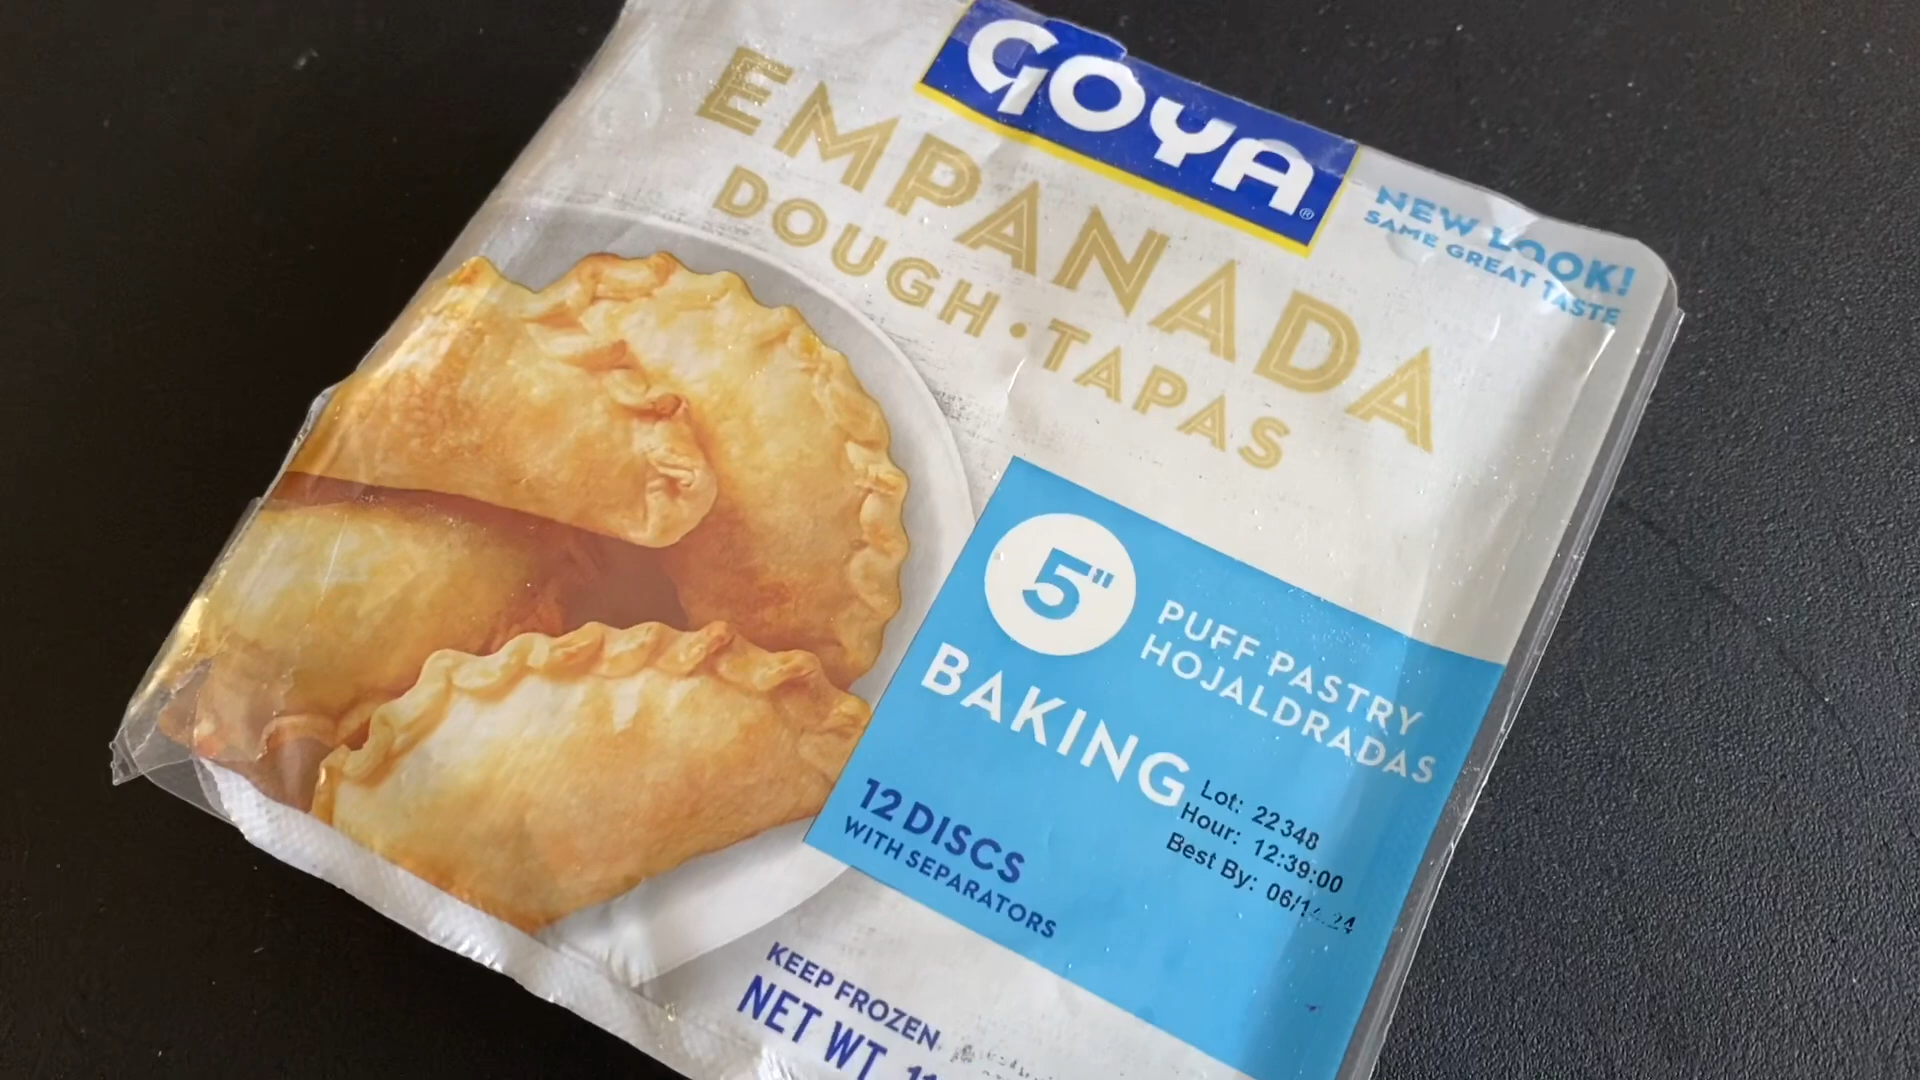 GOYA
EMPANADA
DOUGH • TAPAS
NEW LOOK!
SAME GREAT TASTE
5"
PUFF PASTRY
HOJALDRADAS
BAKING
Lot: 22348
Hour: 12:39:00
Best By:
12 DISCS
WITH SEPARATORS
KEEP FROZEN
NET WT